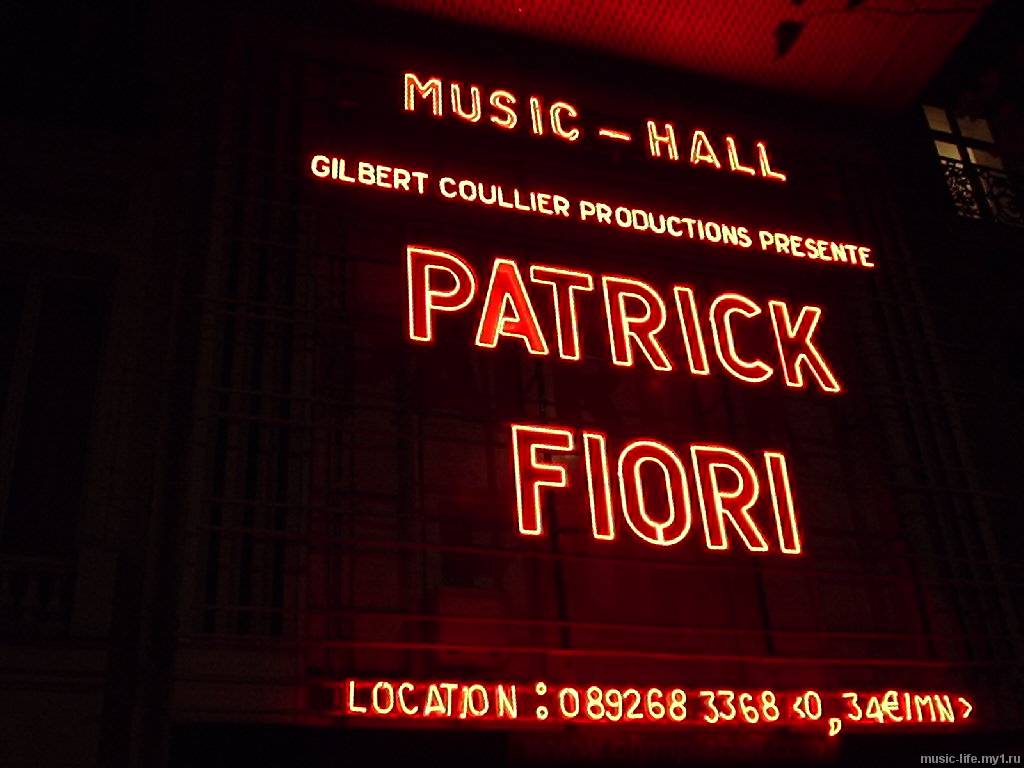 MUSIC - HALL
GILBERT COULLIER PRODUCTIONS PRESENTE
PATRICK
FIORI
LOCATION : 089268 3368 <0,34€/MN>
music-life.my1.ru